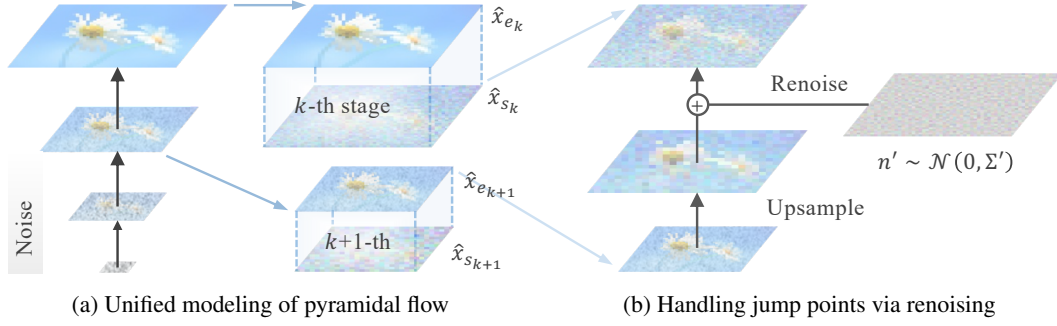 Noise
k-th stage
x̂_{e_k}
x̂_{s_k}
k+1-th
x̂_{e_{k+1}}
x̂_{s_{k+1}}
(a) Unified modeling of pyramidal flow
+
Renoise
n′ ∼ 𝒩(0, Σ′)
Upsample
(b) Handling jump points via renoising